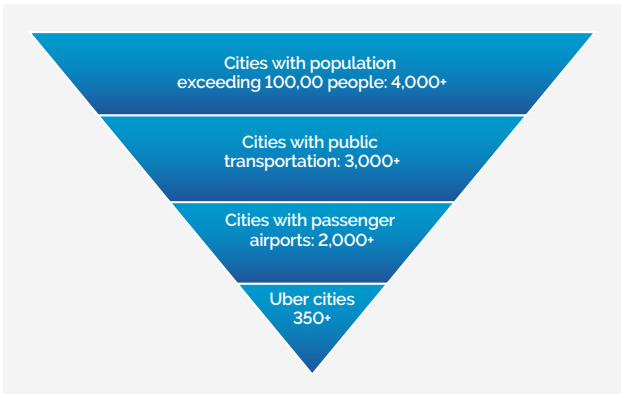 Cities with population
exceeding 100,00 people: 4,000+
Cities with public
transportation: 3,000+
Cities with passenger
airports: 2,000+
Uber cities
350+